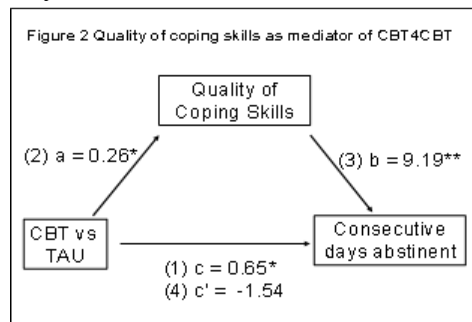 Figure 2 Quality of coping skills as mediator of CBT4CBT
Quality of
Coping Skills
(2) a = 0.26*
(3) b = 9.19**
CBT vs
TAU
Consecutive
days abstinent
(1) c = 0.65*
(4) c' = -1.54